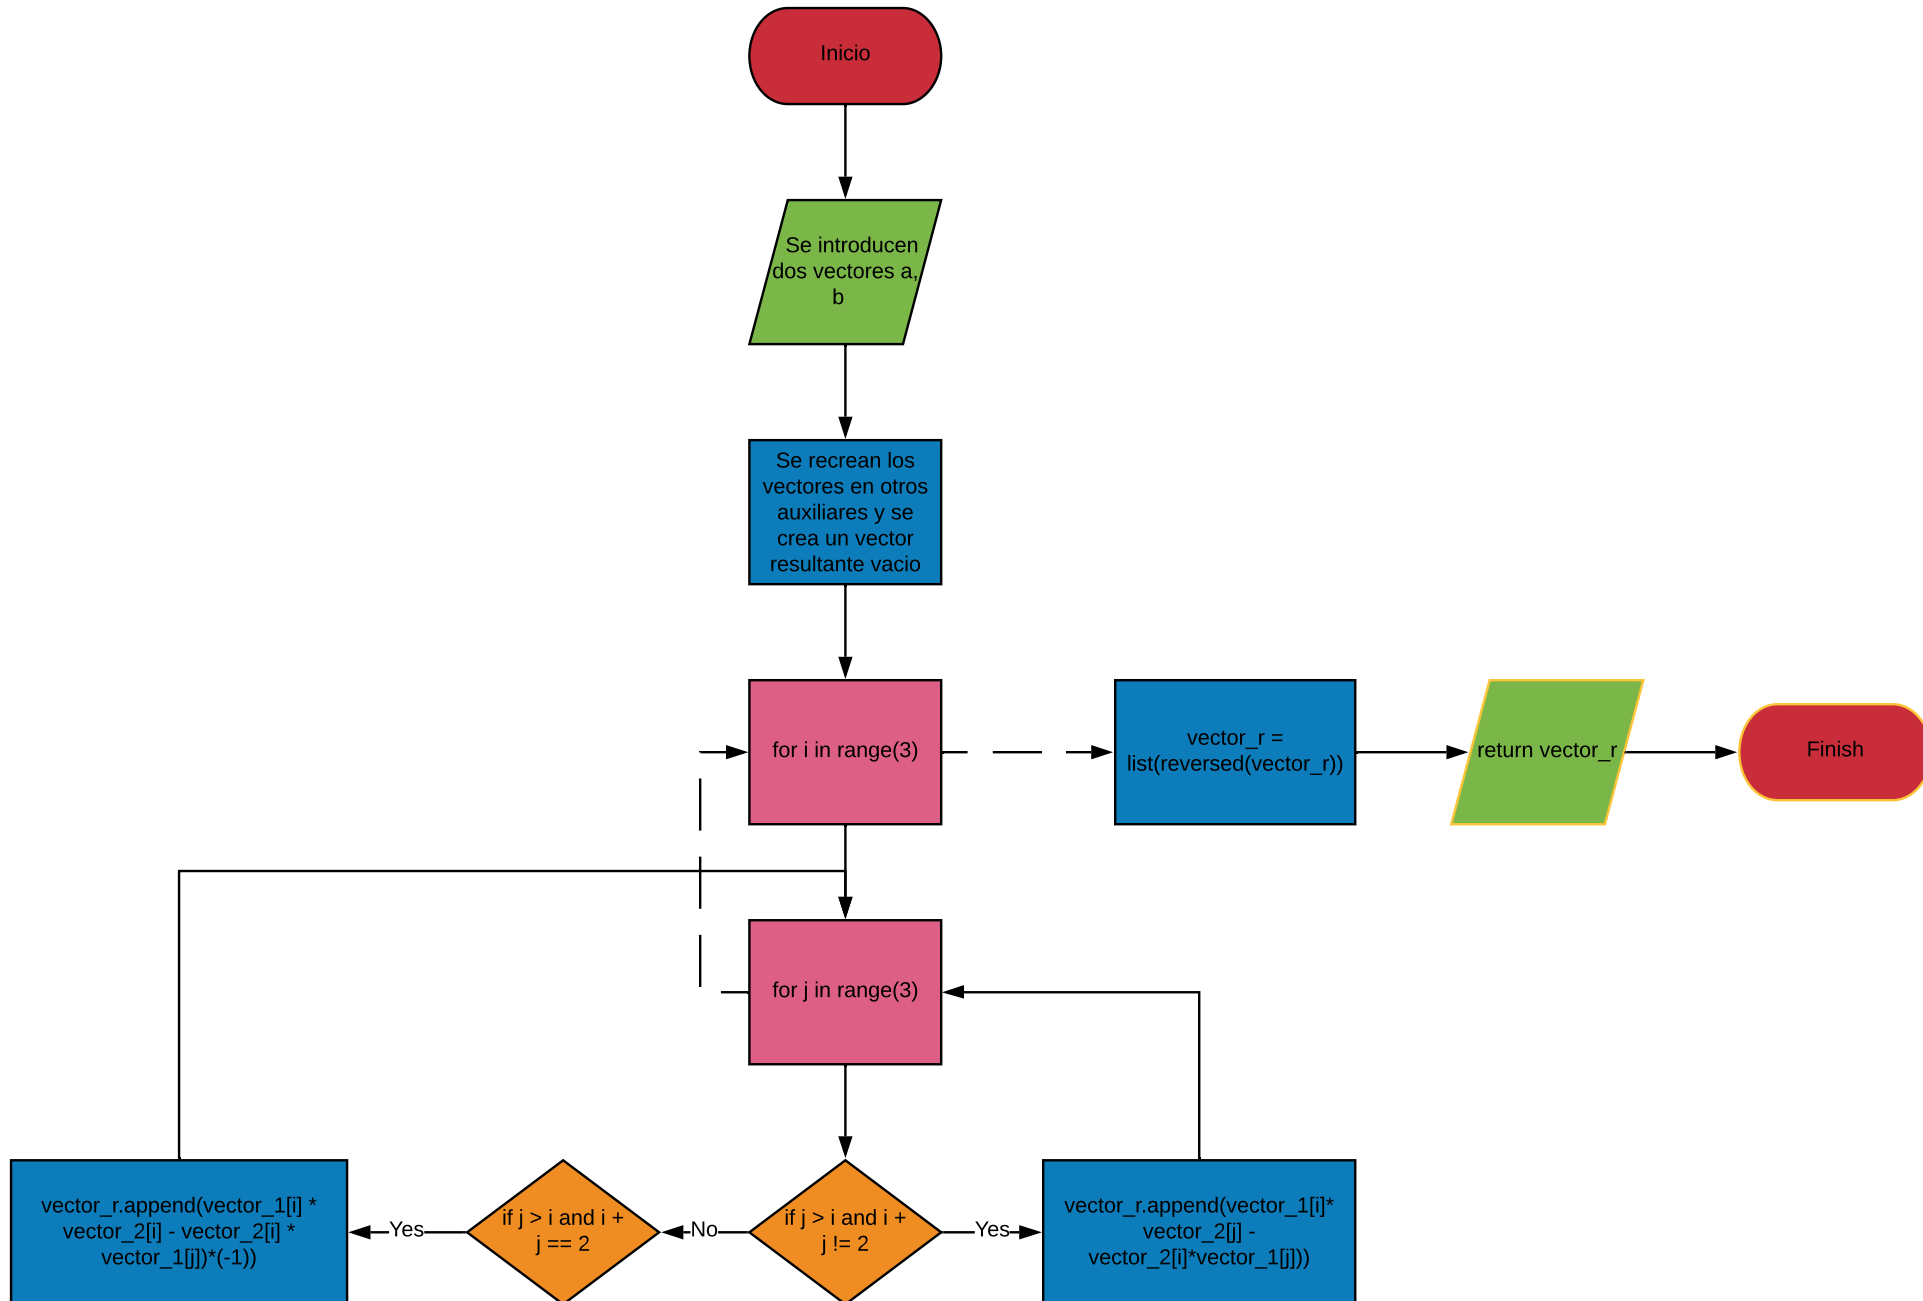 Inicio
Se introducen
dos vectores a,
b
Se recrean los
vectores en otros
auxiliares y se
crea un vector
resultante vacio
for i in range(3)
vector_r =
list(reversed(vector_r))
return vector_r
Finish
for j in range(3)
vector_r.append(vector_1[i] *
vector_2[i] - vector_2[i] *
vector_1[j])*(-1))
Yes
if j > i and i +
j == 2
No
if j > i and i +
j != 2
Yes
vector_r.append(vector_1[i]*
vector_2[j] -
vector_2[i]*vector_1[j]))